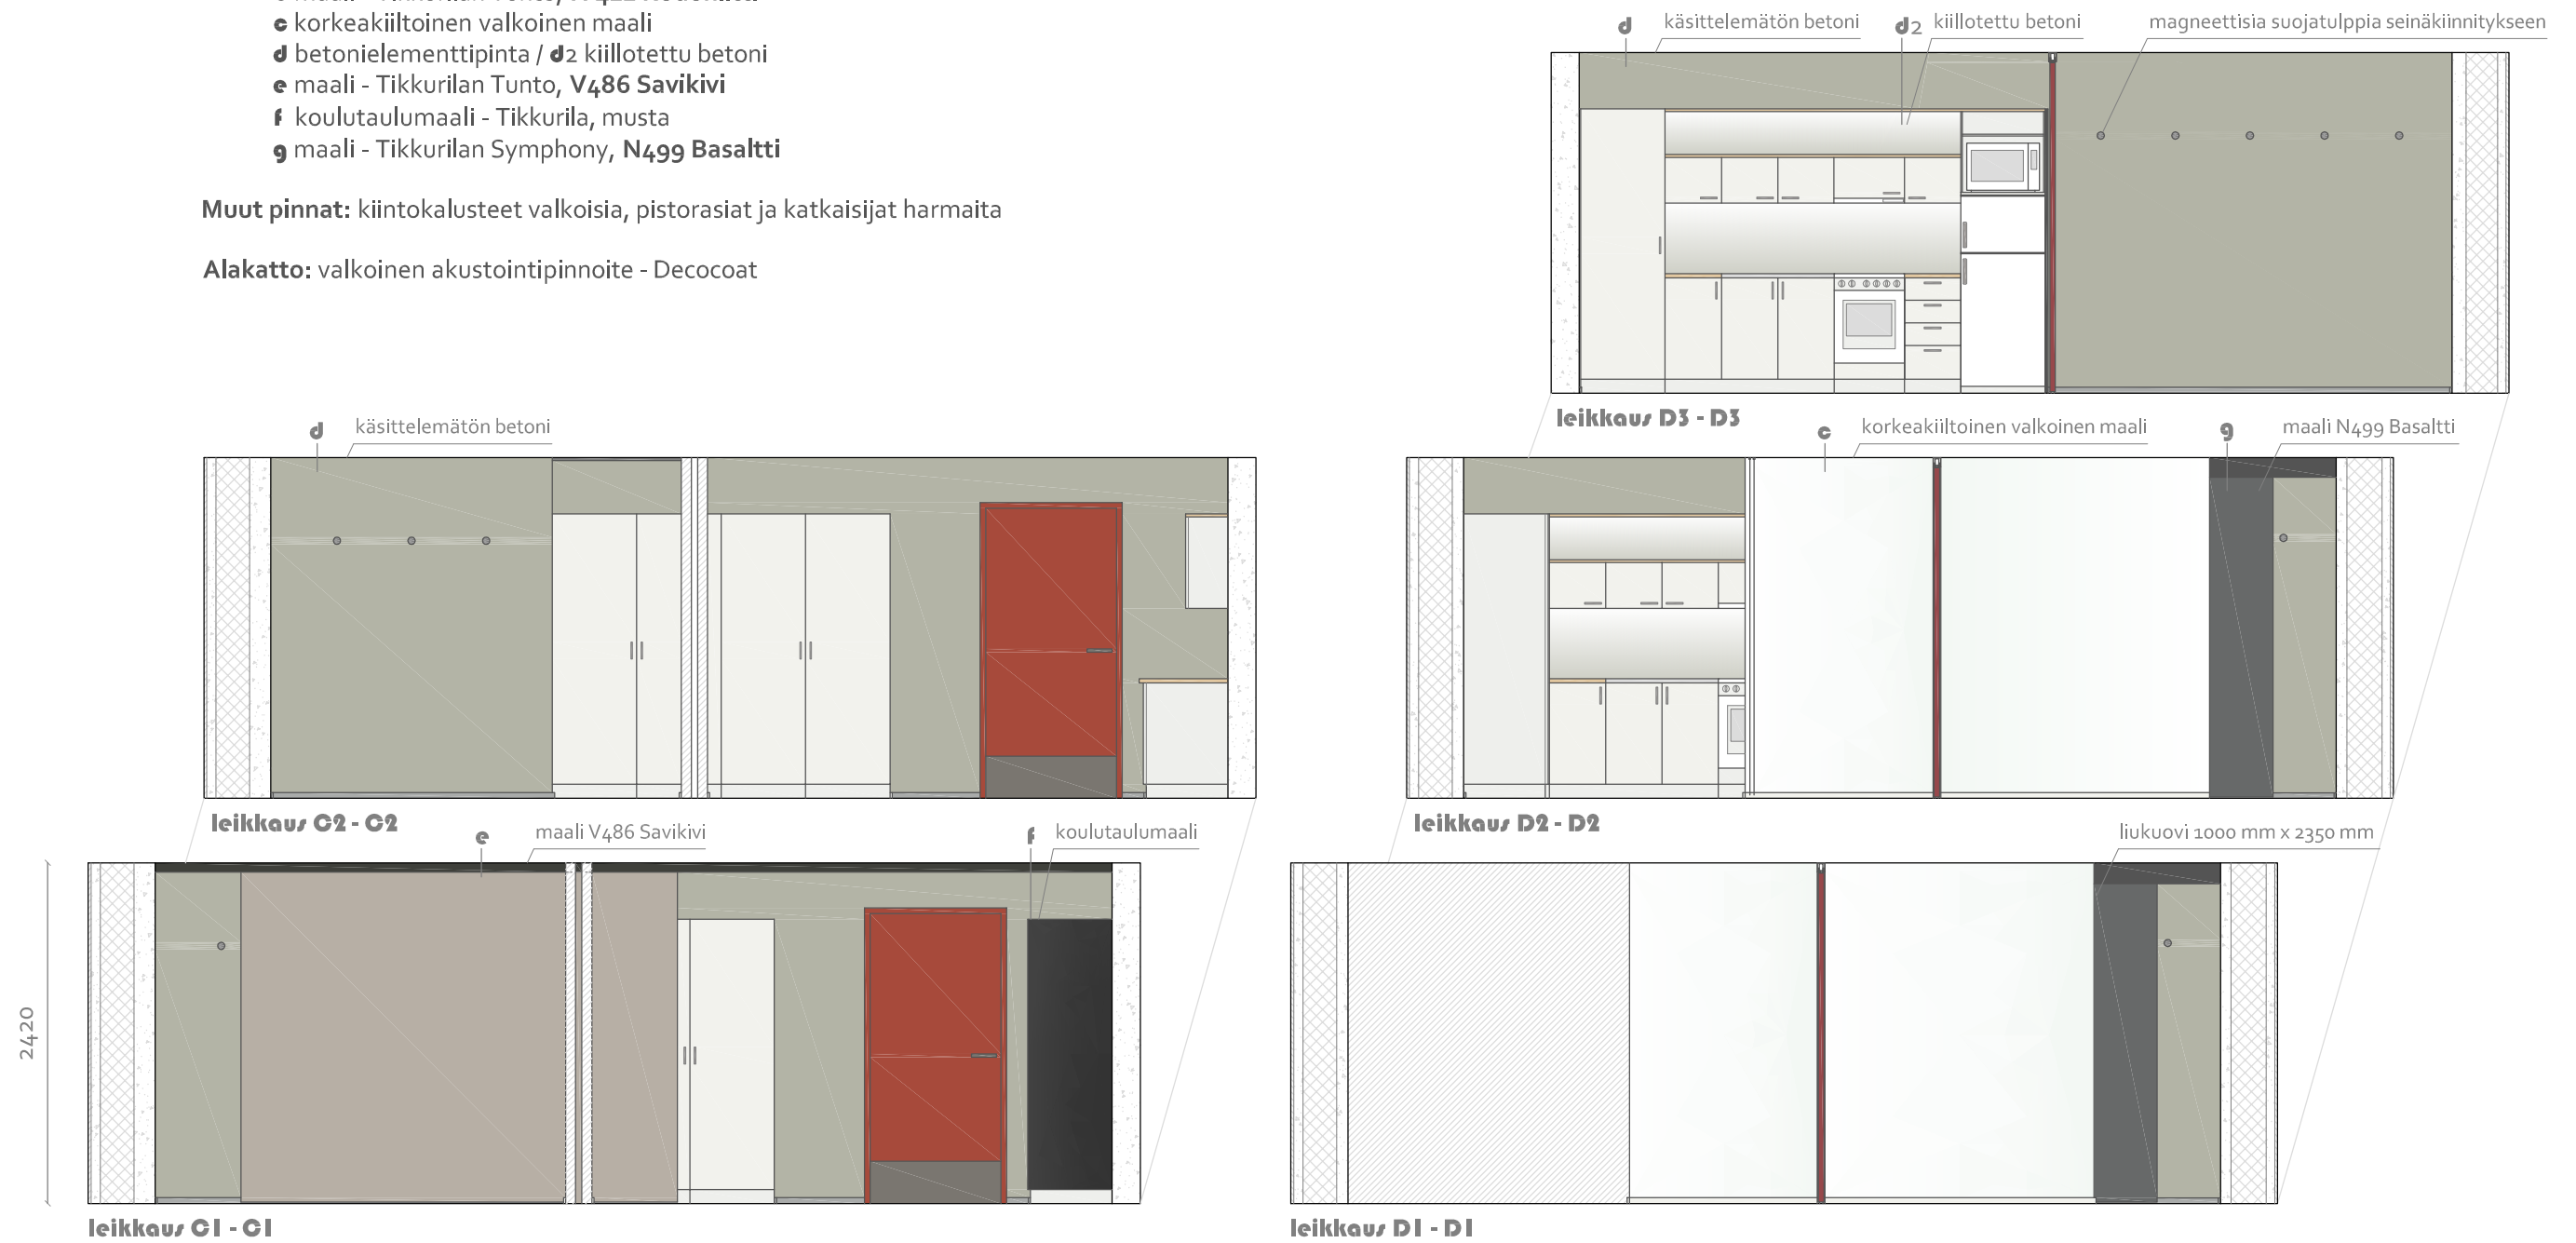 c korkeakiiltoinen valkoinen maali
d betonielementtipinta / d2 kiillotettu betoni
e maali - Tikkurilan Tunto, V486 Savikivi
f koulutaulumaali - Tikkurila, musta
g maali - Tikkurilan Symphony, N499 Basaltti
Muut pinnat: kiintokalusteet valkoisia, pistorasiat ja katkaisijat harmaita
Alakatto: valkoinen akustointipinnoite - Decocoat
d käsittelemätön betoni d2 kiillotettu betoni magneettisia suojatulppia seinäkiinnitykseen
leikkaus D3 - D3
d käsittelemätön betoni
c korkeakiiltoinen valkoinen maali g maali N499 Basaltti
leikkaus C2 - C2
leikkaus D2 - D2
e maali V486 Savikivi f koulutaulumaali
liukuovi 1000 mm x 2350 mm
2420
leikkaus C1 - C1
leikkaus D1 - D1